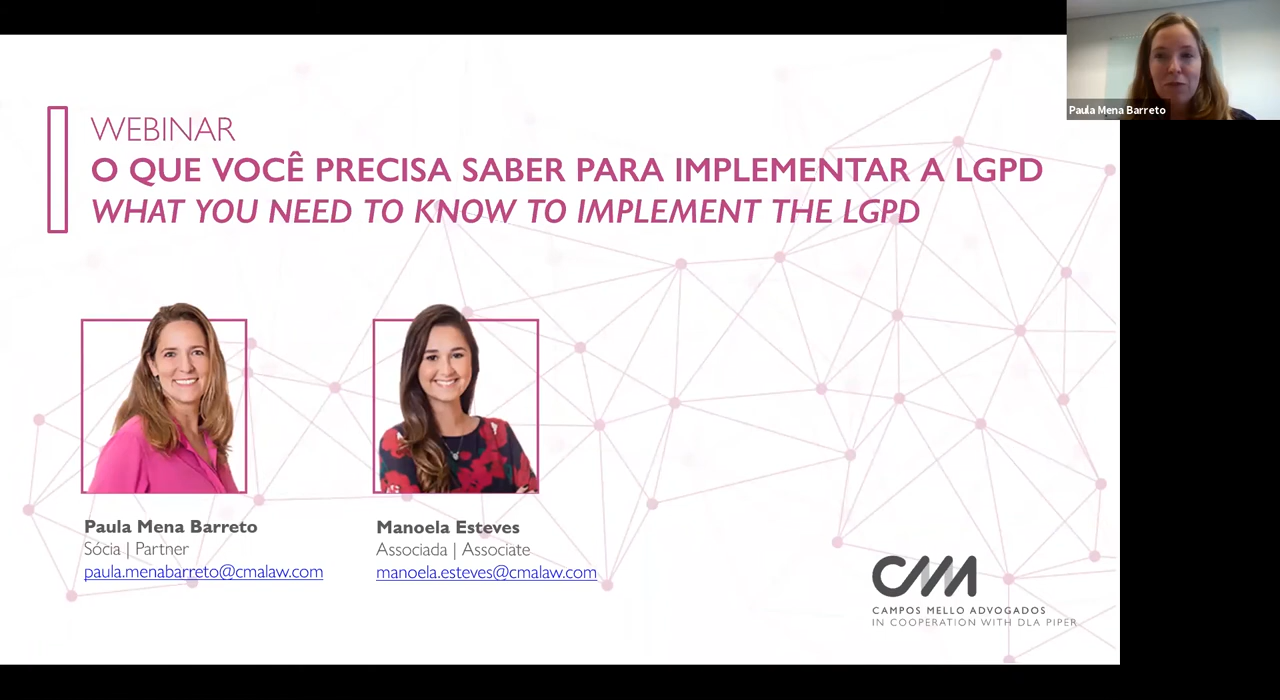 Paula Mena Barreto
WEBINAR
O QUE VOCÊ PRECISA SABER PARA IMPLEMENTAR A LGPD
WHAT YOU NEED TO KNOW TO IMPLEMENT THE LGPD
Paula Mena Barreto
Sócia | Partner
paula.menabarreto@cmalaw.com
Manoela Esteves
Associada | Associate
manoela.esteves@cmalaw.com
CMA
CAMPOS MELLO ADVOGADOS
IN COOPERATION WITH DLA PIPER